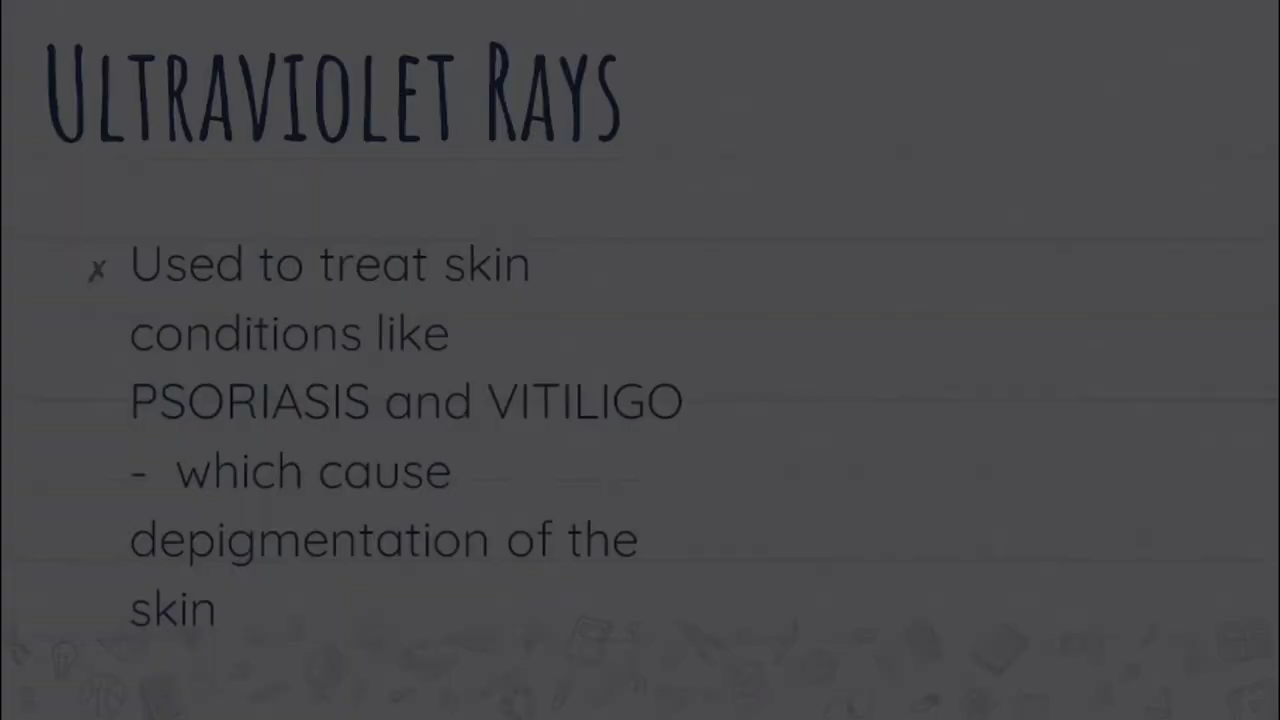 ULTRAVIOLET RAYS
✗ Used to treat skin
conditions like
PSORIASIS and VITILIGO
- which cause
depigmentation of the
skin